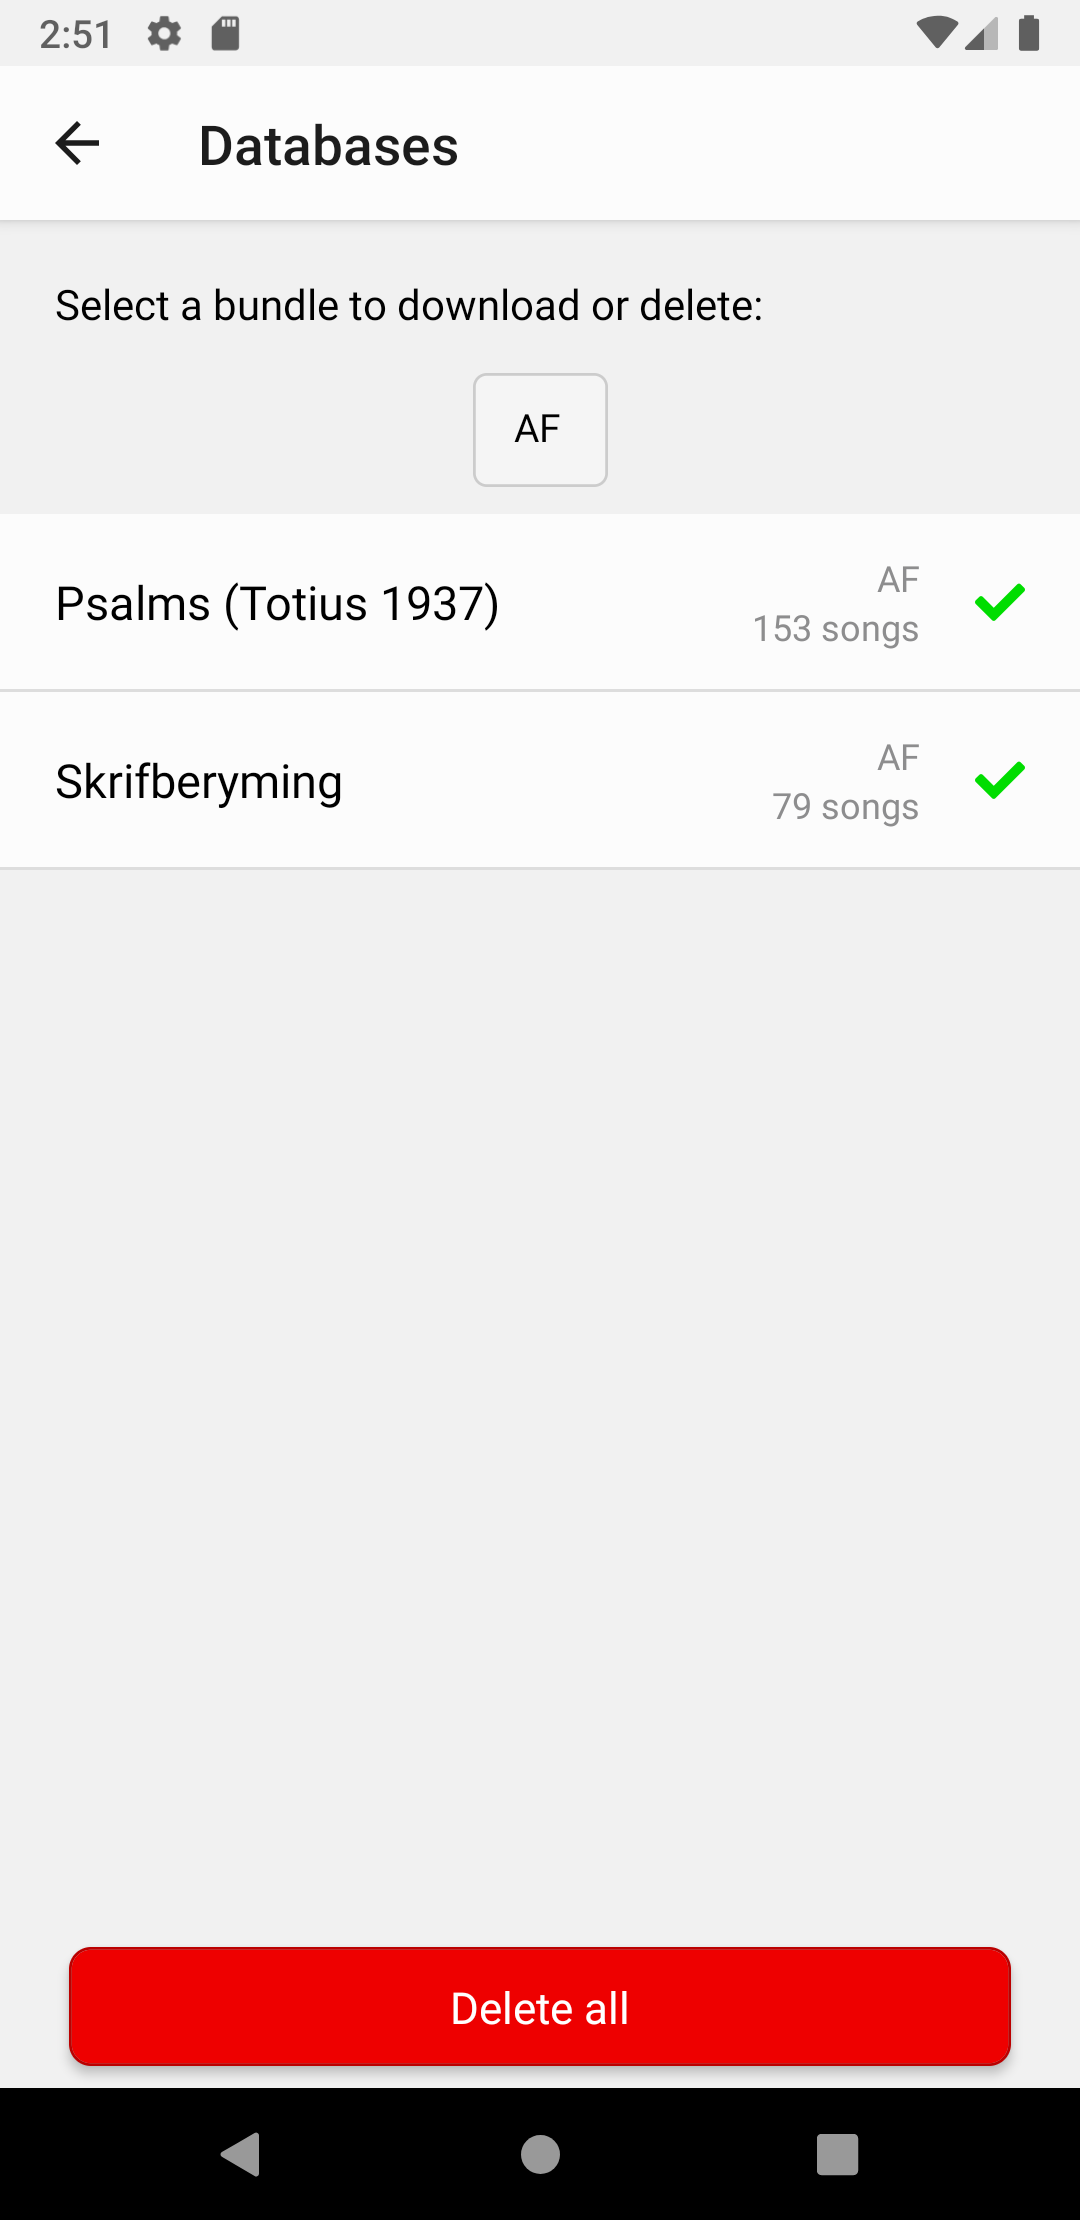 2:51
Databases
Select a bundle to download or delete:
AF
Psalms (Totius 1937)
AF
153 songs
Skrifberyming
AF
79 songs
Delete all